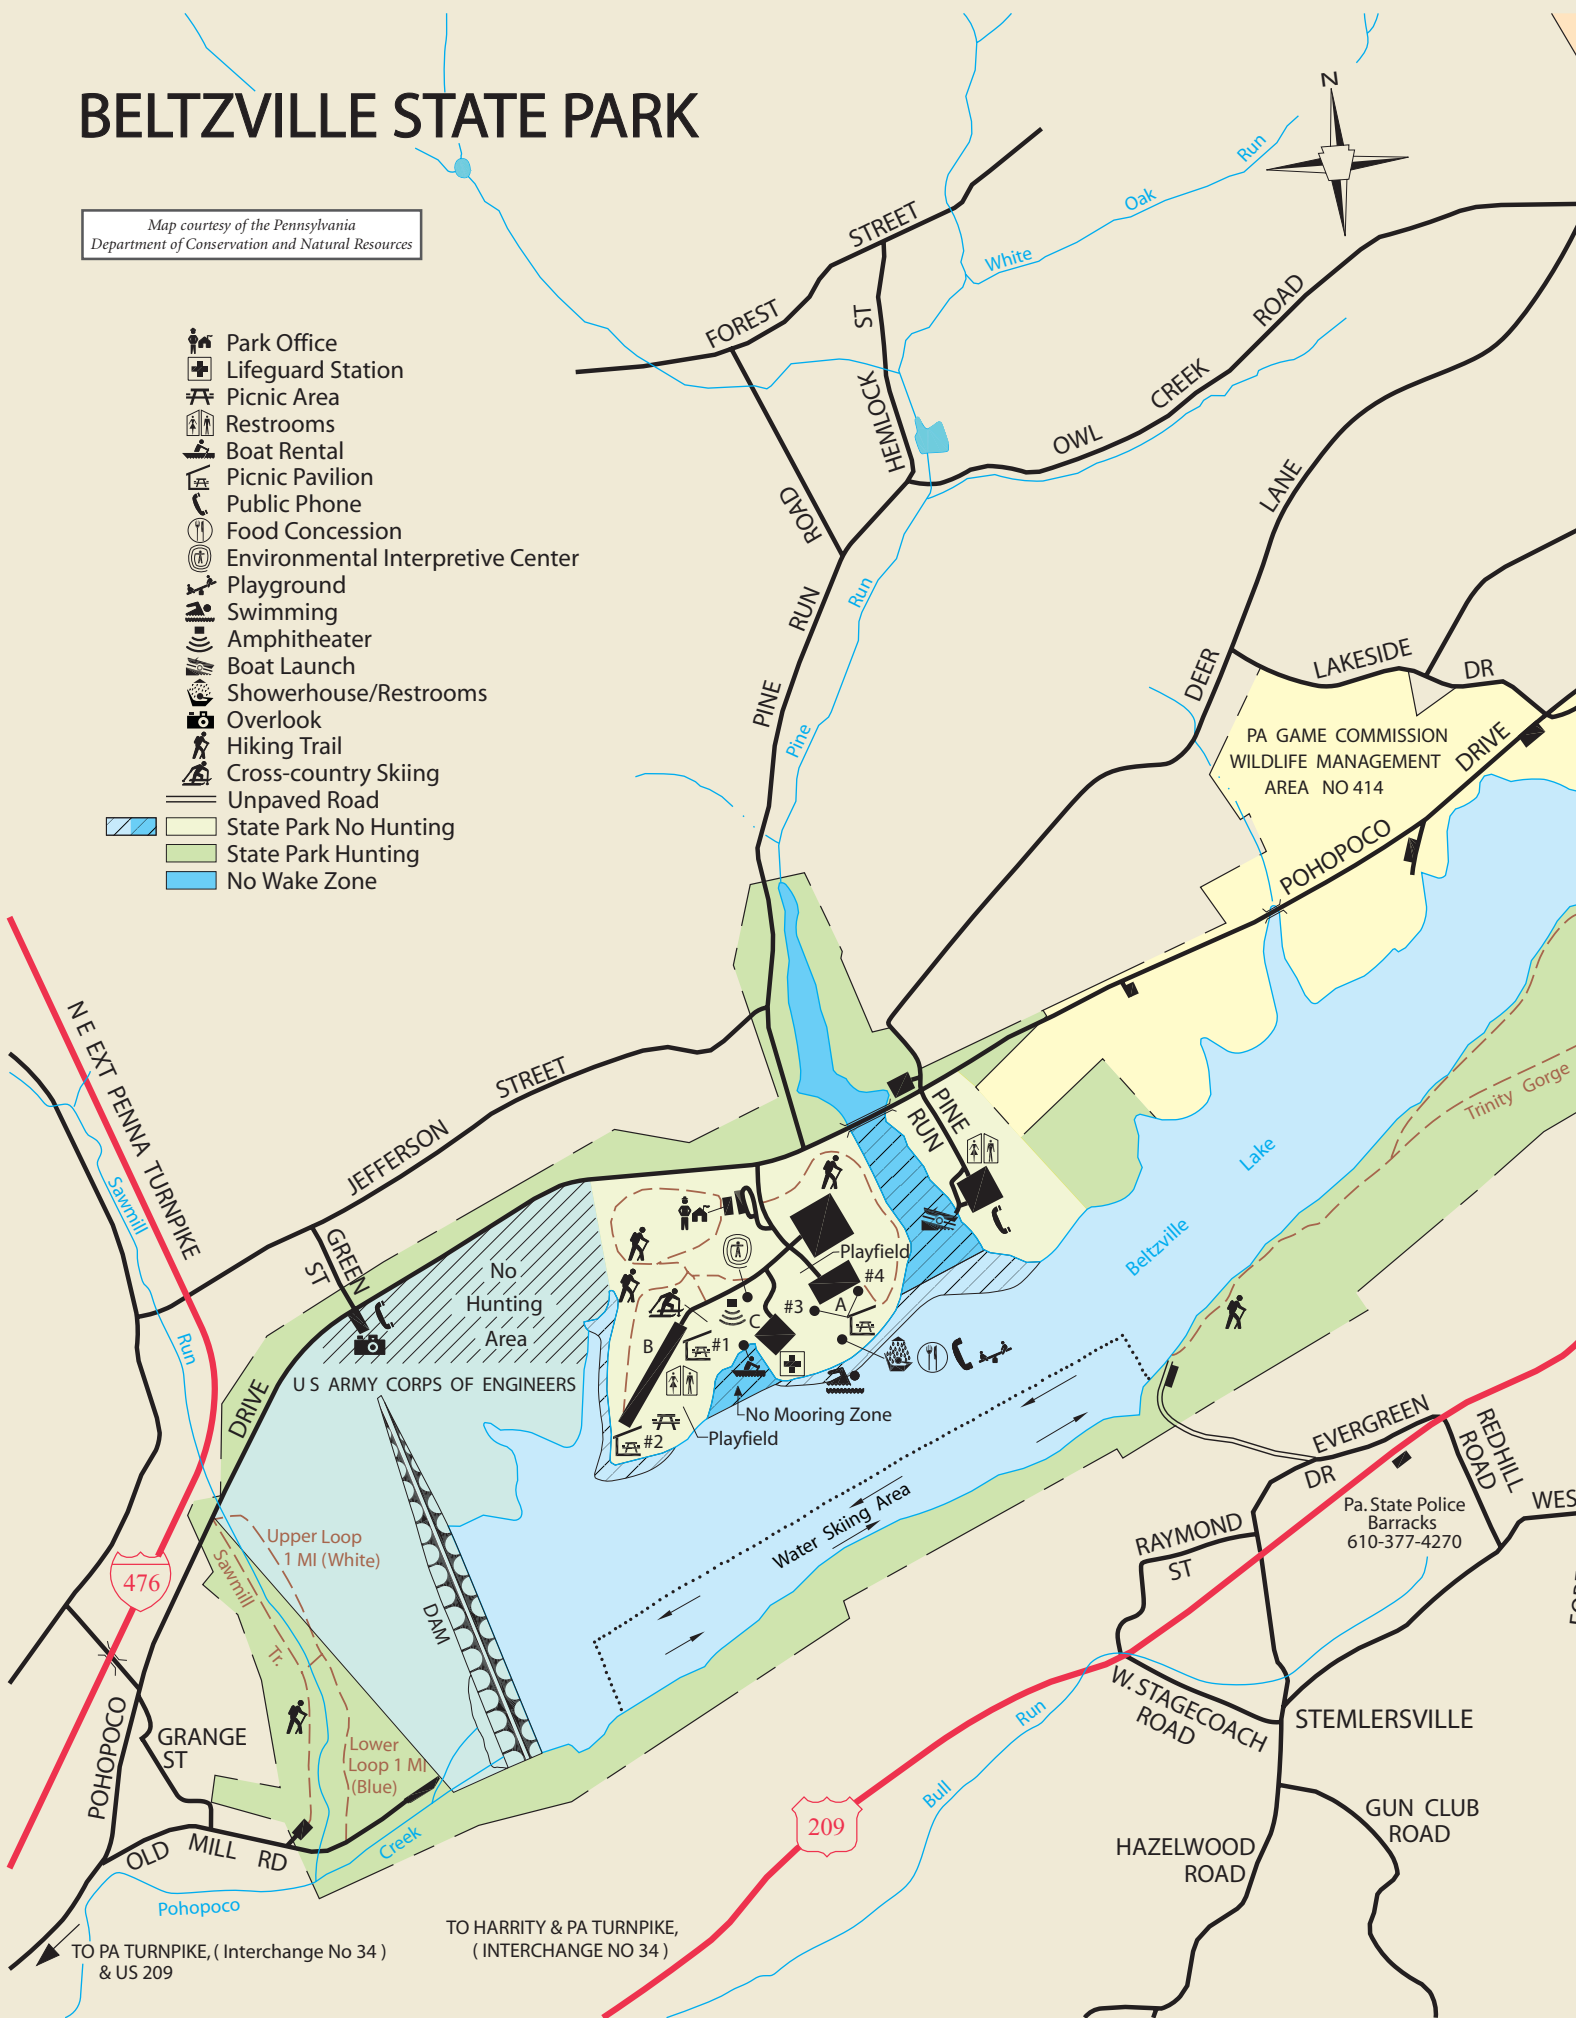 BELTZVILLE STATE PARK
Map courtesy of the Pennsylvania
Department of Conservation and Natural Resources
N
Park Office
Lifeguard Station
Picnic Area
Restrooms
Boat Rental
Picnic Pavilion
Public Phone
Food Concession
Environmental Interpretive Center
Playground
Swimming
Amphitheater
Boat Launch
Showerhouse/Restrooms
Overlook
Hiking Trail
Cross-country Skiing
Unpaved Road
State Park No Hunting
State Park Hunting
No Wake Zone
FOREST STREET
HEMLOCK ST
White Oak Run
OWL CREEK ROAD
PINE RUN ROAD
Pine Run
DEER LANE
LAKESIDE DR
PA GAME COMMISSION
WILDLIFE MANAGEMENT
AREA NO 414
POHOPOCO DRIVE
N E EXT PENNA TURNPIKE
Sawmill Run
JEFFERSON STREET
GREEN
ST
No
Hunting
Area
U S ARMY CORPS OF ENGINEERS
PINE
RUN
Playfield
#4
#3
A
C
B
#1
#2
No Mooring Zone
Playfield
Beltzville Lake
Trinity Gorge
Water Skiing Area
DRIVE
POHOPOCO
Upper Loop
1 MI (White)
Sawmill Tr.
476
DAM
Lower
Loop 1 MI
(Blue)
GRANGE
ST
OLD MILL RD
Pohopoco Creek
TO PA TURNPIKE, ( Interchange No 34 )
& US 209
TO HARRITY & PA TURNPIKE,
( INTERCHANGE NO 34 )
209
Bull Run
EVERGREEN
DR
REDHILL
ROAD
WES
Pa. State Police
Barracks
610-377-4270
RAYMOND
ST
W. STAGECOACH
ROAD
STEMLERSVILLE
GUN CLUB
ROAD
HAZELWOOD
ROAD